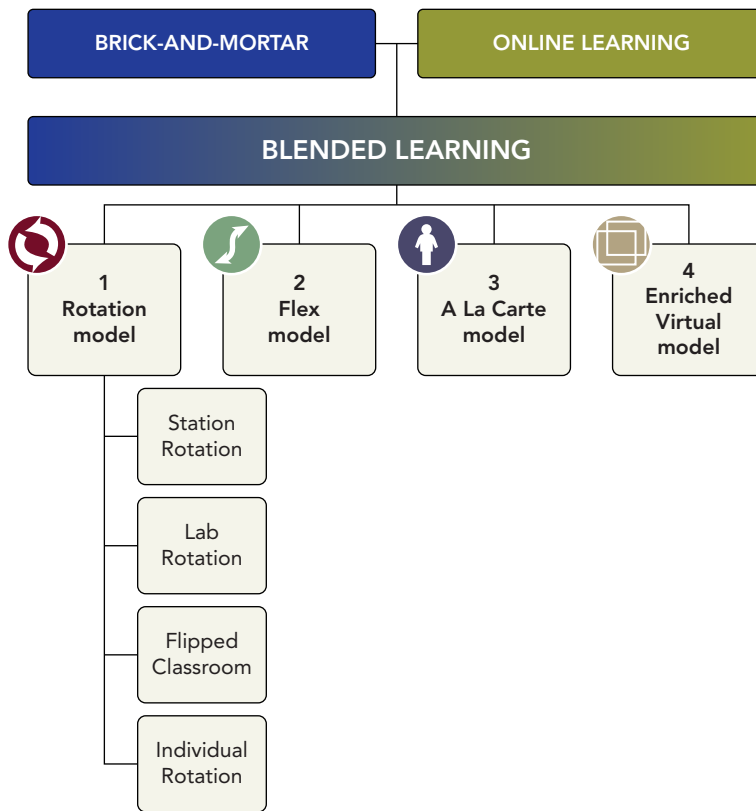 BRICK-AND-MORTAR
ONLINE LEARNING
BLENDED LEARNING
1
Rotation
model
2
Flex
model
3
A La Carte
model
4
Enriched
Virtual
model
Station
Rotation
Lab
Rotation
Flipped
Classroom
Individual
Rotation